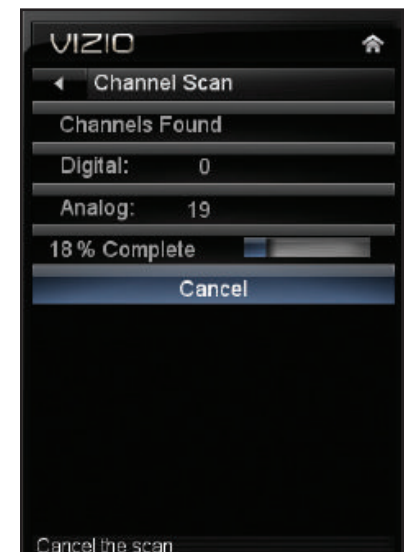 VIZIO
Channel Scan
Channels Found
Digital: 0
Analog: 19
18 % Complete
Cancel
Cancel the scan